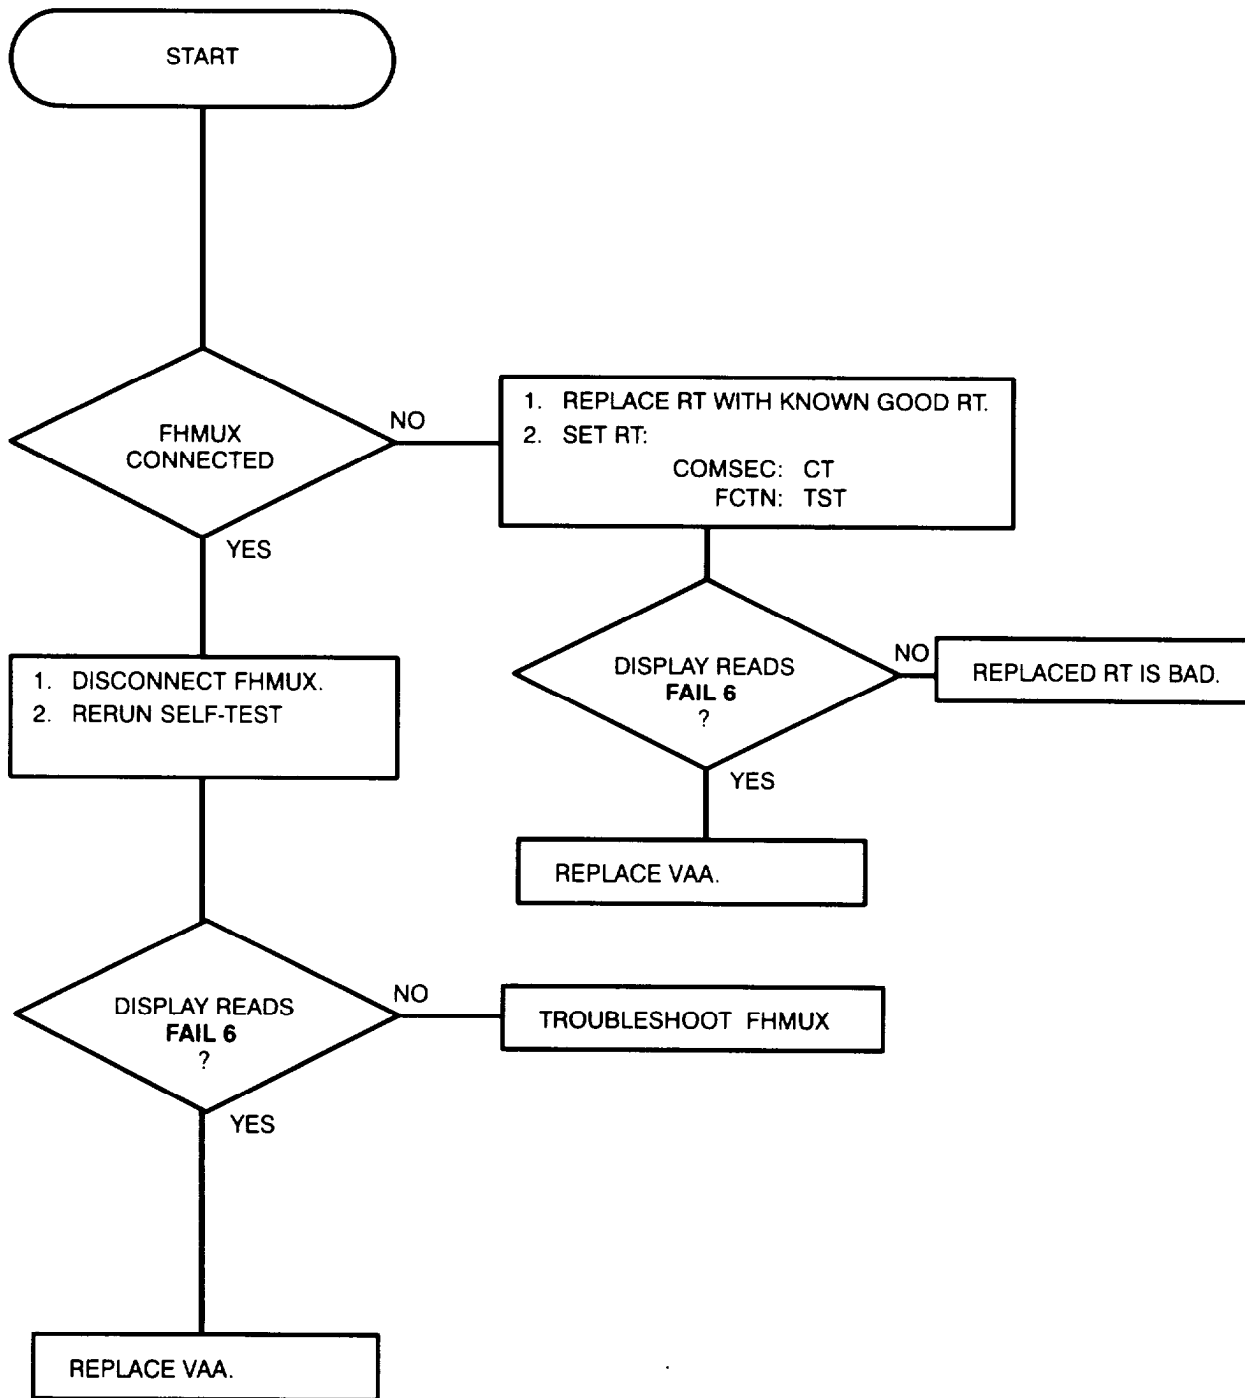 START
FHMUX
CONNECTED
NO
YES
1. REPLACE RT WITH KNOWN GOOD RT.
2. SET RT:
COMSEC: CT
FCTN: TST
DISPLAY READS
FAIL 6
?
NO
REPLACED RT IS BAD.
YES
REPLACE VAA.
1. DISCONNECT FHMUX.
2. RERUN SELF-TEST
DISPLAY READS
FAIL 6
?
NO
TROUBLESHOOT FHMUX
YES
REPLACE VAA.